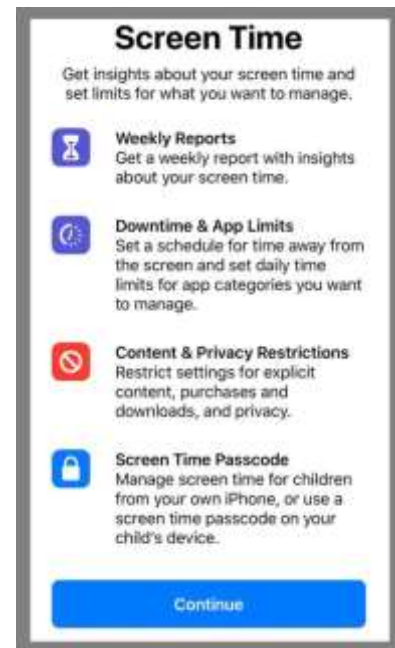 Screen Time
Get insights about your screen time and
set limits for what you want to manage.
Weekly Reports
Get a weekly report with insights
about your screen time.
Downtime & App Limits
Set a schedule for time away from
the screen and set daily time
limits for app categories you want
to manage.
Content & Privacy Restrictions
Restrict settings for explicit
content, purchases and
downloads, and privacy.
Screen Time Passcode
Manage screen time for children
from your own iPhone, or use a
screen time passcode on your
child's device.
Continue